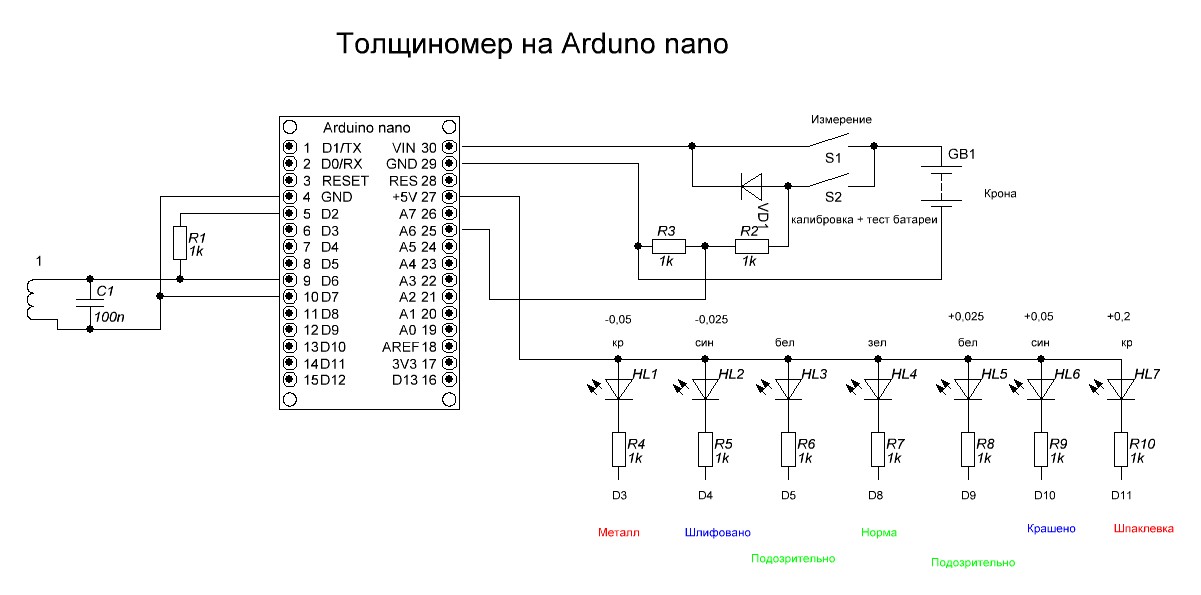 Толщиномер на Arduno nano
Arduino nano
1 D1/TX VIN 30
2 D0/RX GND 29
3 RESET RES 28
4 GND +5V 27
5 D2 A7 26
6 D3 A6 25
7 D4 A5 24
8 D5 A4 23
9 D6 A3 22
10 D7 A2 21
11 D8 A1 20
12 D9 A0 19
13 D10 AREF 18
14 D11 3V3 17
15 D12 D13 16
1
C1
100n
R1
1k
Измерение
S1
S2
GB1
Крона
VD1
калибровка + тест батареи
R3
1k
R2
1k
-0,05 -0,025 +0,025 +0,05 +0,2
кр син бел зел бел син кр
HL1 HL2 HL3 HL4 HL5 HL6 HL7
R4 R5 R6 R7 R8 R9 R10
1k 1k 1k 1k 1k 1k 1k
D3 D4 D5 D8 D9 D10 D11
Металл Шлифовано Норма Крашено Шпаклевка
Подозрительно Подозрительно